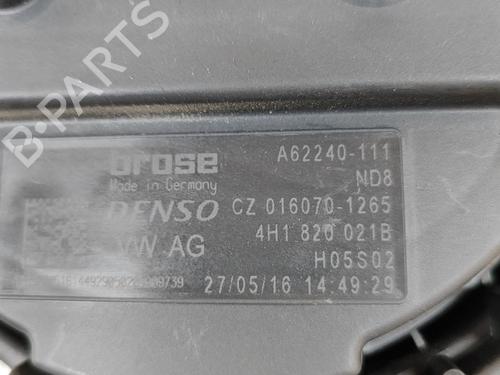 B-PARTS
brose A62240-111
Made in Germany ND8
DENSO CZ 016070-1265
VW AG 4H1 820 021B
H05S02
27/05/16 14:49:29